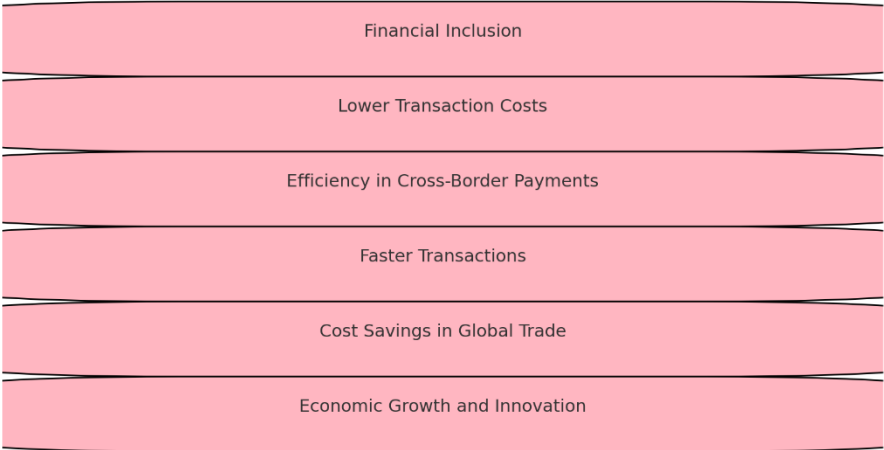 Financial Inclusion
Lower Transaction Costs
Efficiency in Cross-Border Payments
Faster Transactions
Cost Savings in Global Trade
Economic Growth and Innovation